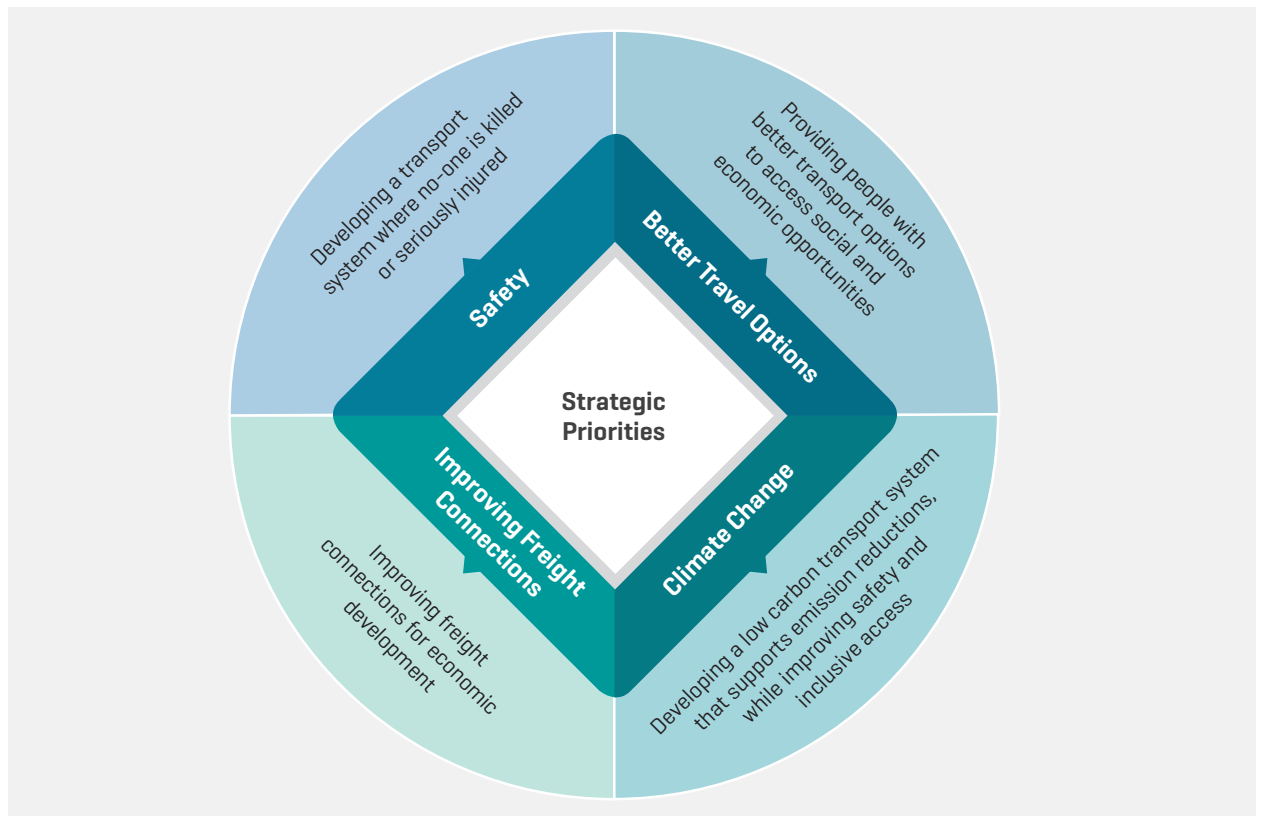 Strategic
Priorities
Safety
Developing a transport
system where no-one is killed
or seriously injured
Better Travel Options
Providing people with
better transport options
to access social and
economic opportunities
Improving Freight
Connections
Improving freight
connections for economic
development
Climate Change
Developing a low carbon transport system
that supports emission reductions,
while improving safety and
inclusive access